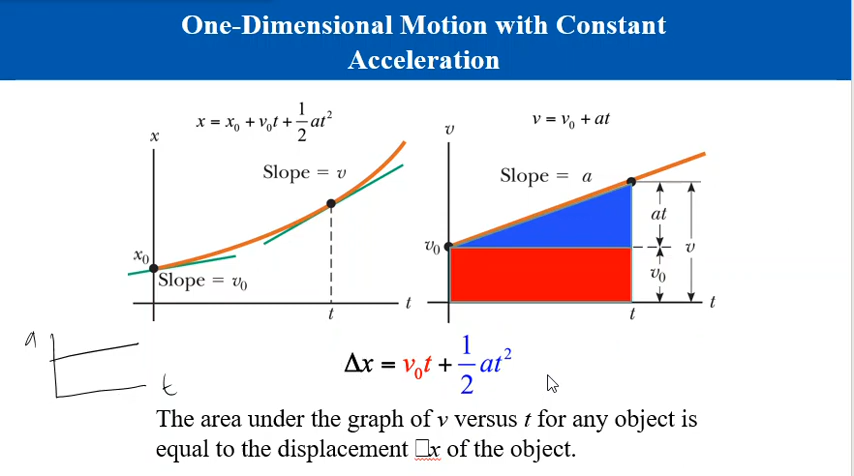 One-Dimensional Motion with Constant
Acceleration
x = x₀ + v₀t + 1/2 at²
v = v₀ + at
x
v
Slope = v
Slope = a
at
v
x₀
v₀
v₀
Slope = v₀
t
t
t
t
a
t
Δx = v₀t + 1/2 at²
The area under the graph of v versus t for any object is
equal to the displacement □x of the object.